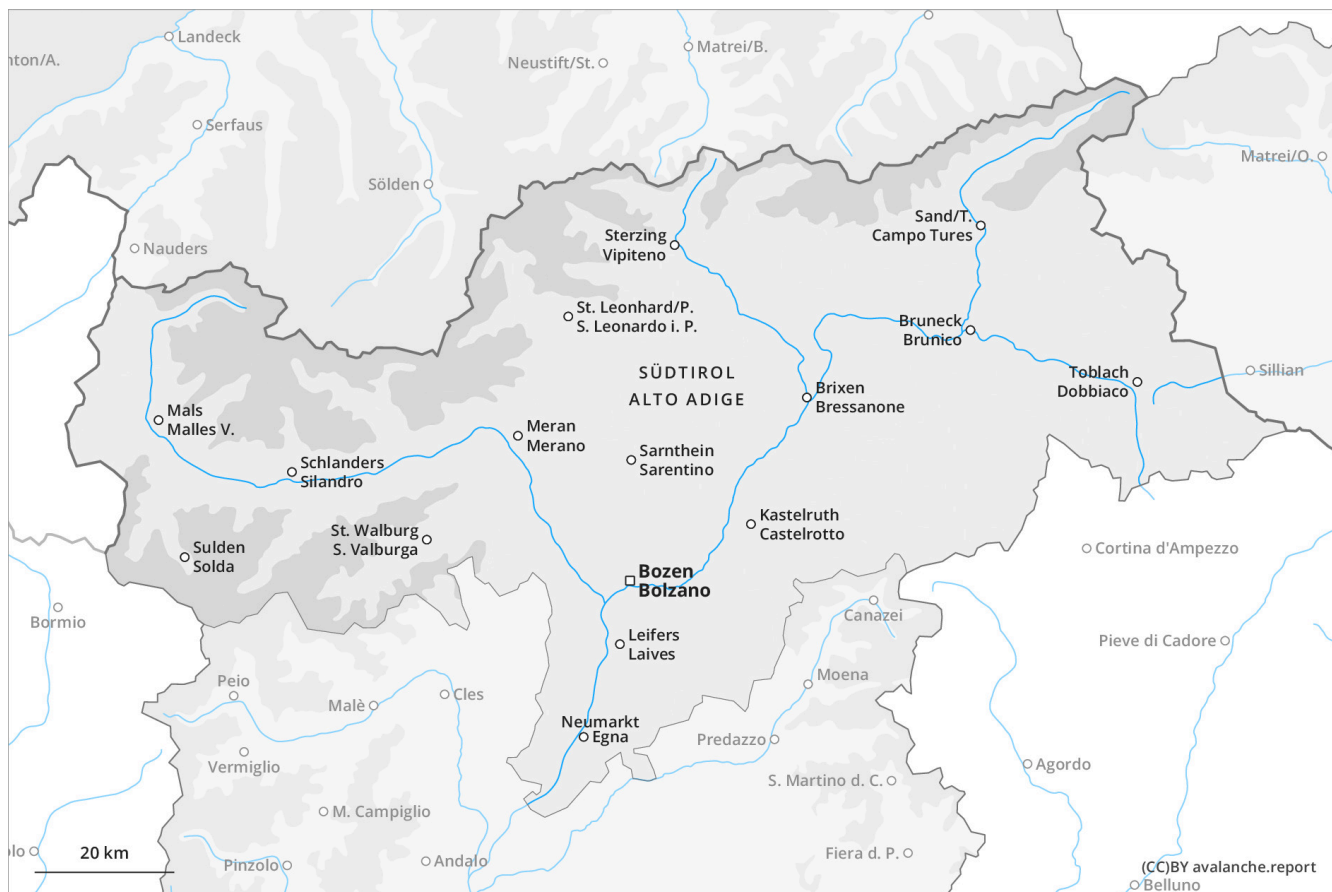 Landeck
nton/A.
Matrei/B.
Neustift/St.
Serfaus
Matrei/O.
Sölden
Sand/T.
Campo Tures
Sterzing
Vipiteno
Nauders
St. Leonhard/P.
S. Leonardo i. P.
Bruneck
Brunico
SÜDTIROL
ALTO ADIGE
Toblach
Dobbiaco
Sillian
Brixen
Bressanone
Mals
Malles V.
Meran
Merano
Sarnthein
Sarentino
Schlanders
Silandro
Kastelruth
Castelrotto
St. Walburg
S. Valburga
Sulden
Solda
Cortina d'Ampezzo
Bozen
Bolzano
Bormio
Canazei
Leifers
Laives
Pieve di Cadore
Peio
Moena
Cles
Malè
Neumarkt
Egna
Predazzo
Vermiglio
Agordo
S. Martino d. C.
M. Campiglio
olo
20 km
Pinzolo
Andalo
Fiera d. P.
(CC)BY avalanche.report
Belluno